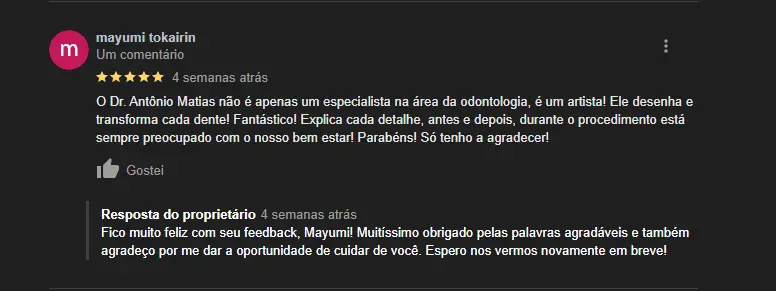 m
mayumi tokairin
Um comentário
4 semanas atrás
O Dr. Antônio Matias não é apenas um especialista na área da odontologia, é um artista! Ele desenha e
transforma cada dente! Fantástico! Explica cada detalhe, antes e depois, durante o procedimento está
sempre preocupado com o nosso bem estar! Parabéns! Só tenho a agradecer!
Gostei
Resposta do proprietário 4 semanas atrás
Fico muito feliz com seu feedback, Mayumi! Muitíssimo obrigado pelas palavras agradáveis e também
agradeço por me dar a oportunidade de cuidar de você. Espero nos vermos novamente em breve!